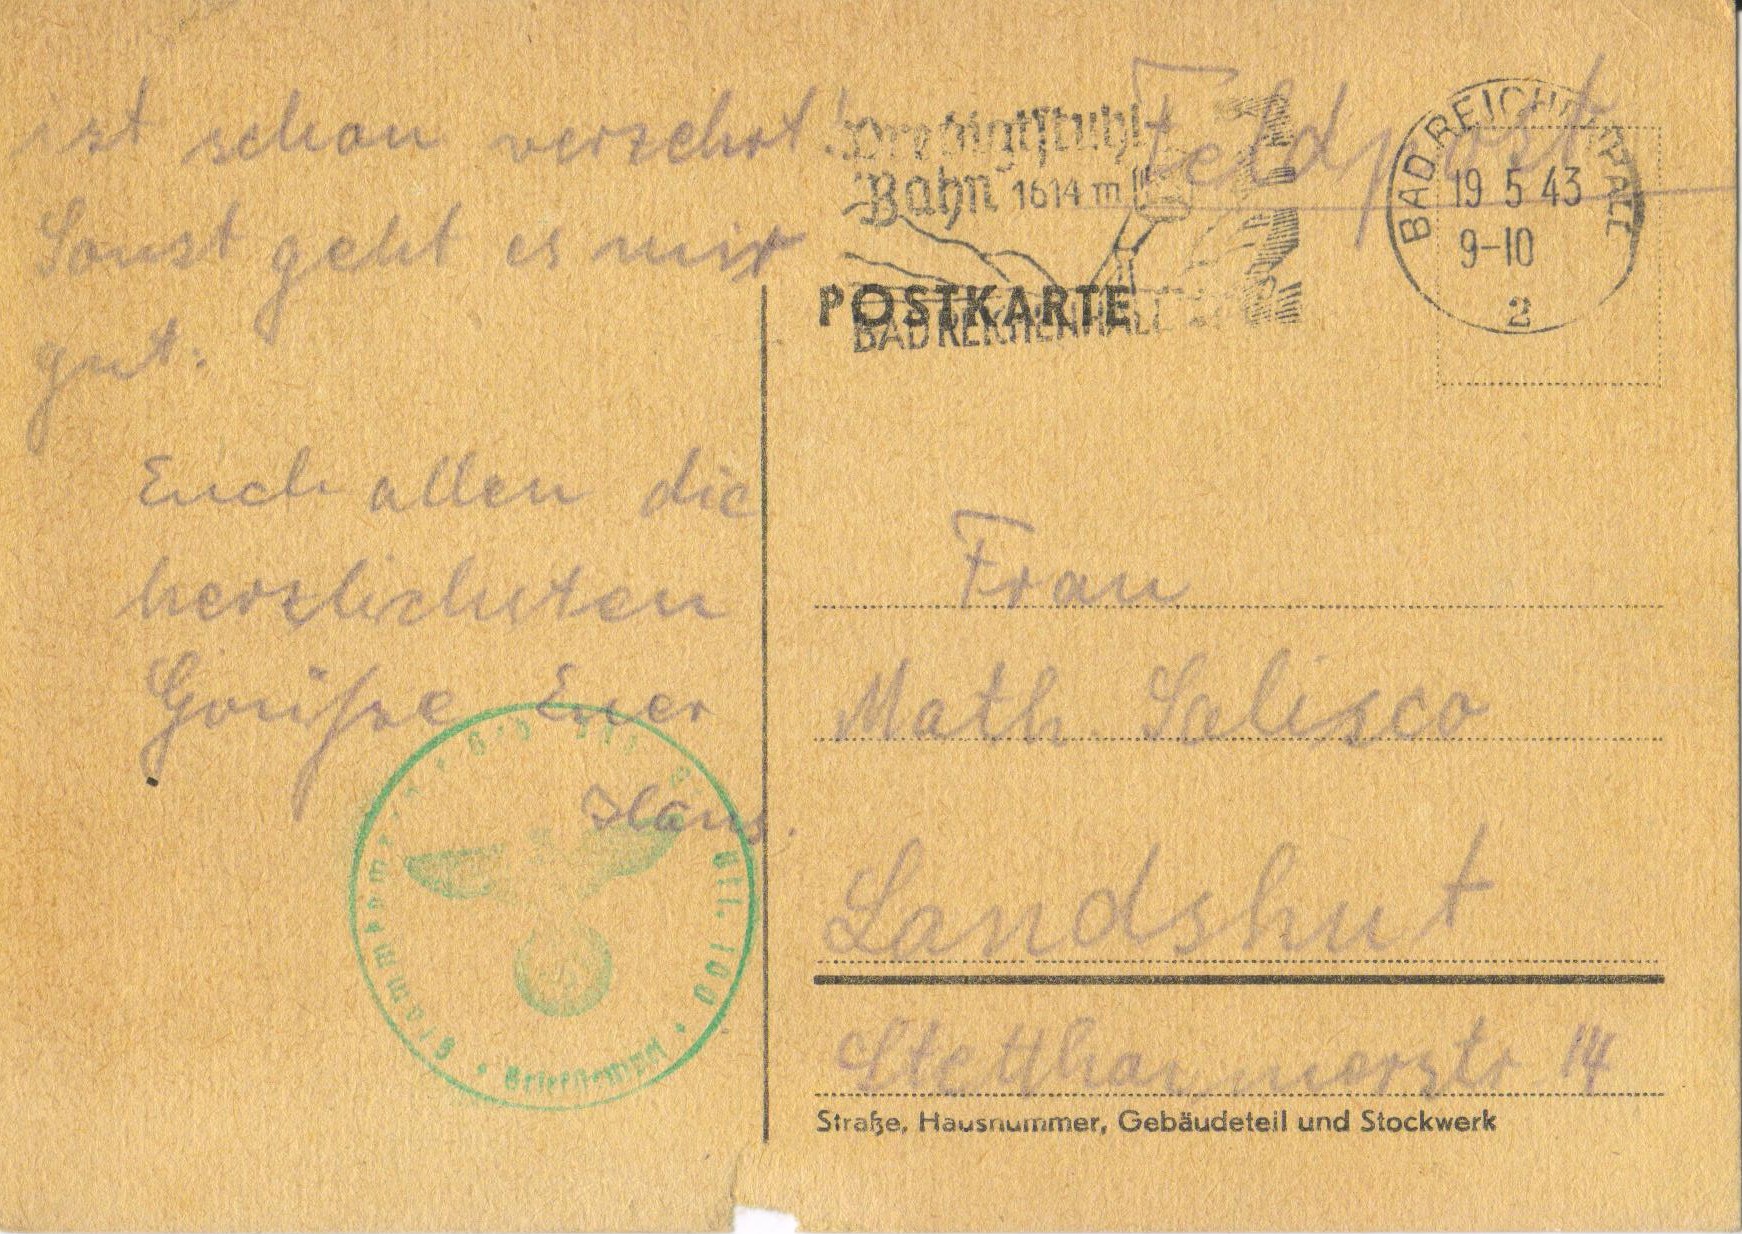 ist schon verzehrt!
Sonst geht es mir
gut.
Euch allen die
herzlichsten
Grüße Euer
Hans.
Feldpost
Predigtstuhl
Bahn 1614 m
BAD REICHENHALL
BAD REICHENHALL
19 5 43
9-10
2
POSTKARTE
Frau
Math. Salisco
Landshut
Stetthaimerstr 14
Straße, Hausnummer, Gebäudeteil und Stockwerk
Stammkomp.
Btl. 100
Briefstempel